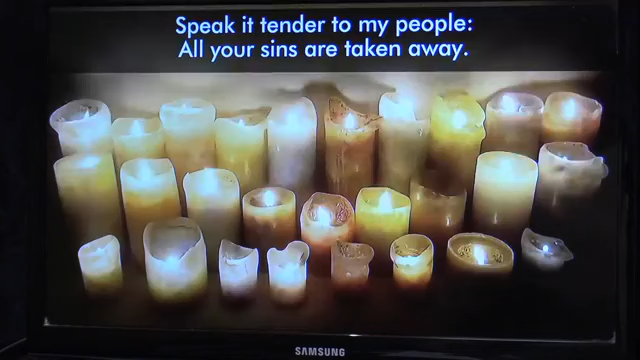 Speak it tender to my people:
All your sins are taken away.
SAMSUNG